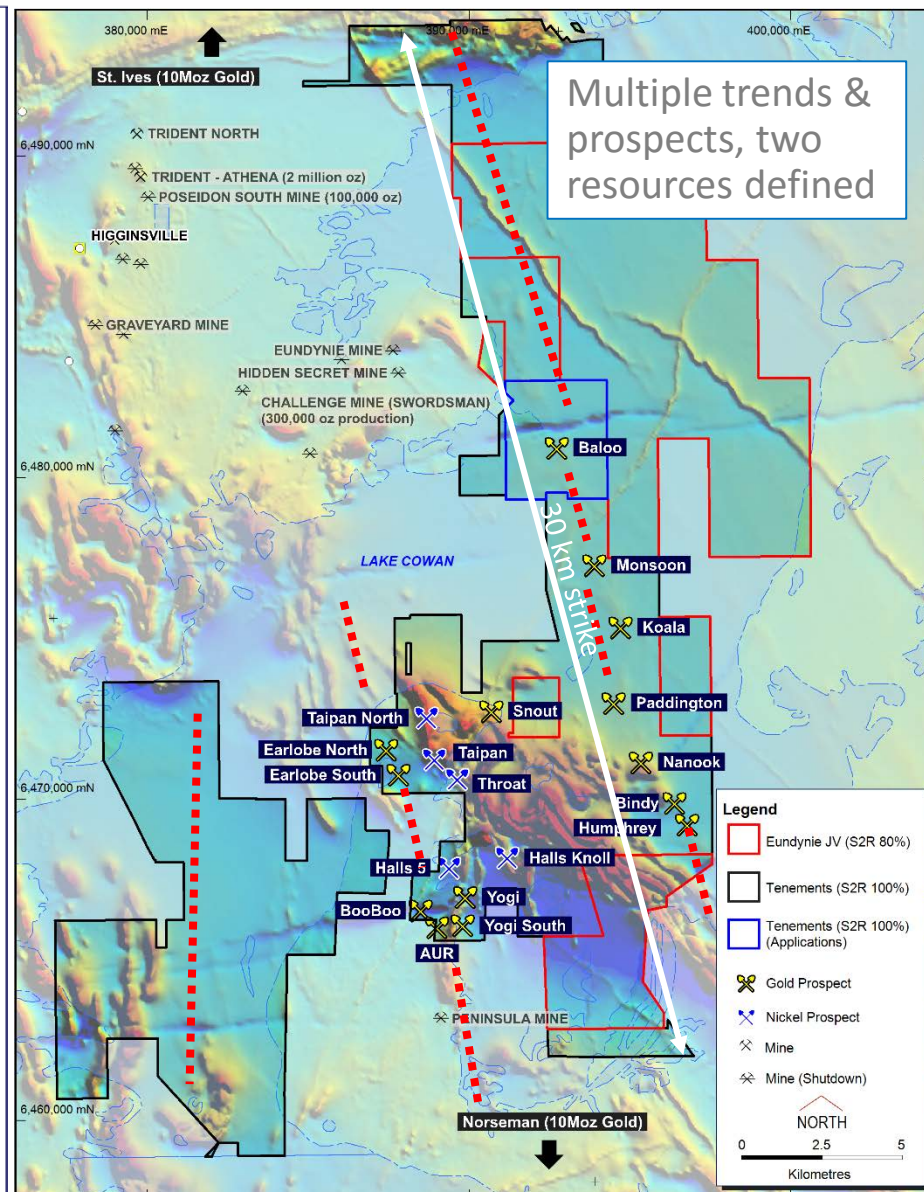 380,000 mE
390,000 mE
400,000 mE
St. Ives (10Moz Gold)
Multiple trends &
prospects, two
resources defined
TRIDENT NORTH
6,490,000 mN
TRIDENT - ATHENA (2 million oz)
POSEIDON SOUTH MINE (100,000 oz)
HIGGINSVILLE
GRAVEYARD MINE
EUNDYNIE MINE
HIDDEN SECRET MINE
CHALLENGE MINE (SWORDSMAN)
(300,000 oz production)
Baloo
6,480,000 mN
30 km strike
LAKE COWAN
Monsoon
Koala
Paddington
Taipan North
Snout
Earlobe North
Taipan
Nanook
Earlobe South
Throat
6,470,000 mN
Bindy
Humphrey
Halls 5
Halls Knoll
Yogi
BooBoo
Yogi South
AUR
PENINSULA MINE
6,460,000 mN
Norseman (10Moz Gold)
Legend
Eundynie JV (S2R 80%)
Tenements (S2R 100%)
Tenements (S2R 100%)
(Applications)
Gold Prospect
Nickel Prospect
Mine
Mine (Shutdown)
NORTH
0 2.5 5
Kilometres